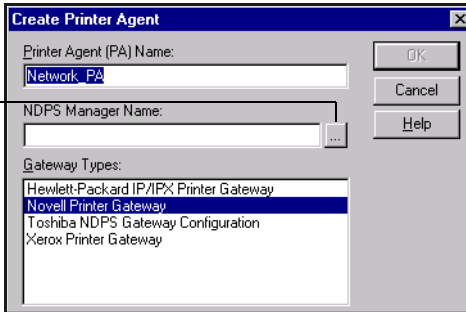 Create Printer Agent
Printer Agent (PA) Name:
Network_PA
OK
Cancel
Help
NDPS Manager Name:
...
Gateway Types:
Hewlett-Packard IP/IPX Printer Gateway
Novell Printer Gateway
Toshiba NDPS Gateway Configuration
Xerox Printer Gateway